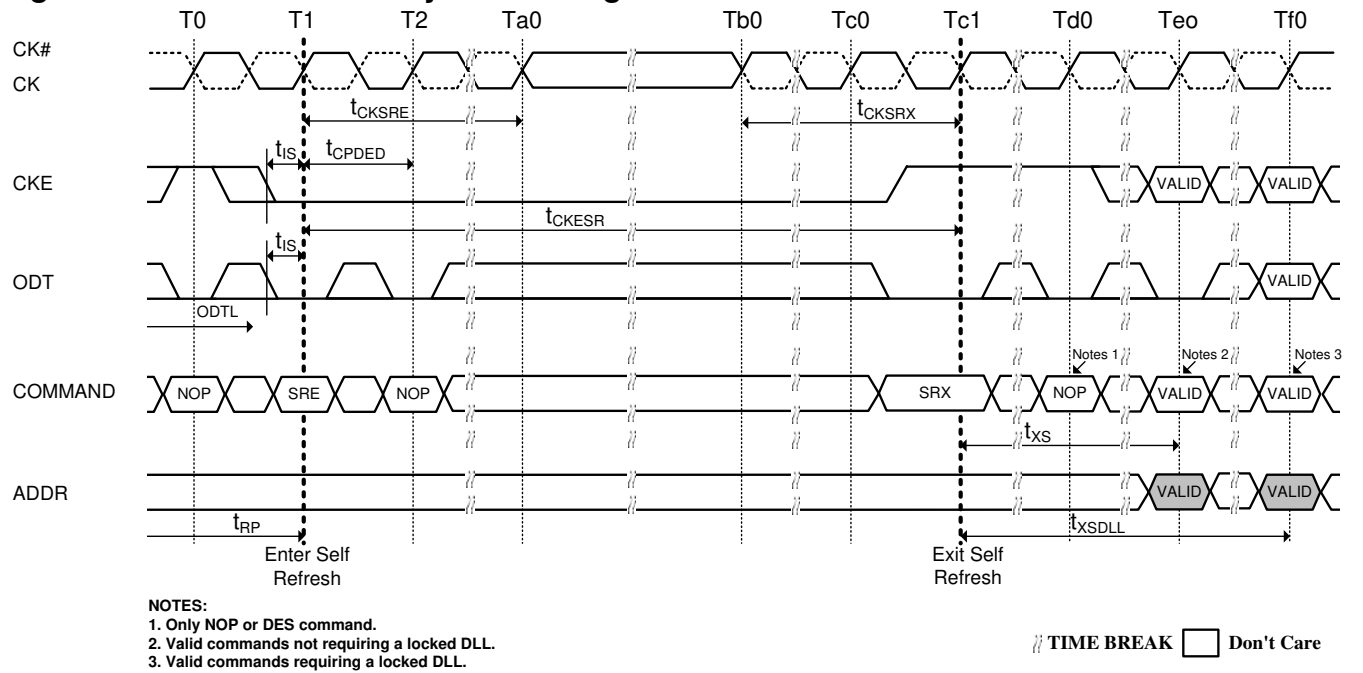 T0 T1 T2 Ta0 Tb0 Tc0 Tc1 Td0 Teo Tf0
CK#
CK
tCKSRE tCKSRX
tIS tCPDED
CKE VALID VALID
tCKESR
tIS
ODT VALID
ODTL
Notes 1 Notes 2 Notes 3
COMMAND NOP SRE NOP SRX NOP VALID VALID
tXS
ADDR VALID VALID
tRP tXSDLL
Enter Self Refresh
Exit Self Refresh
NOTES:
1. Only NOP or DES command.
2. Valid commands not requiring a locked DLL.
3. Valid commands requiring a locked DLL.
TIME BREAK Don't Care